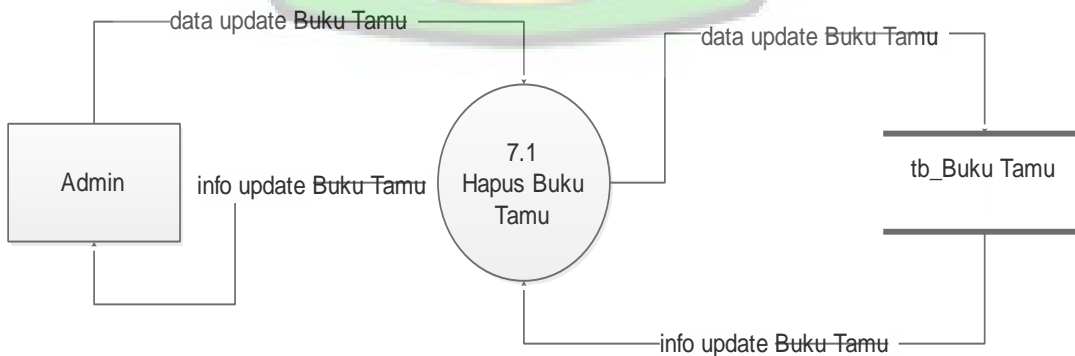 data update Buku Tamu
data update Buku Tamu
7.1
Hapus Buku
Tamu
Admin
info update Buku Tamu
tb_Buku Tamu
info update Buku Tamu